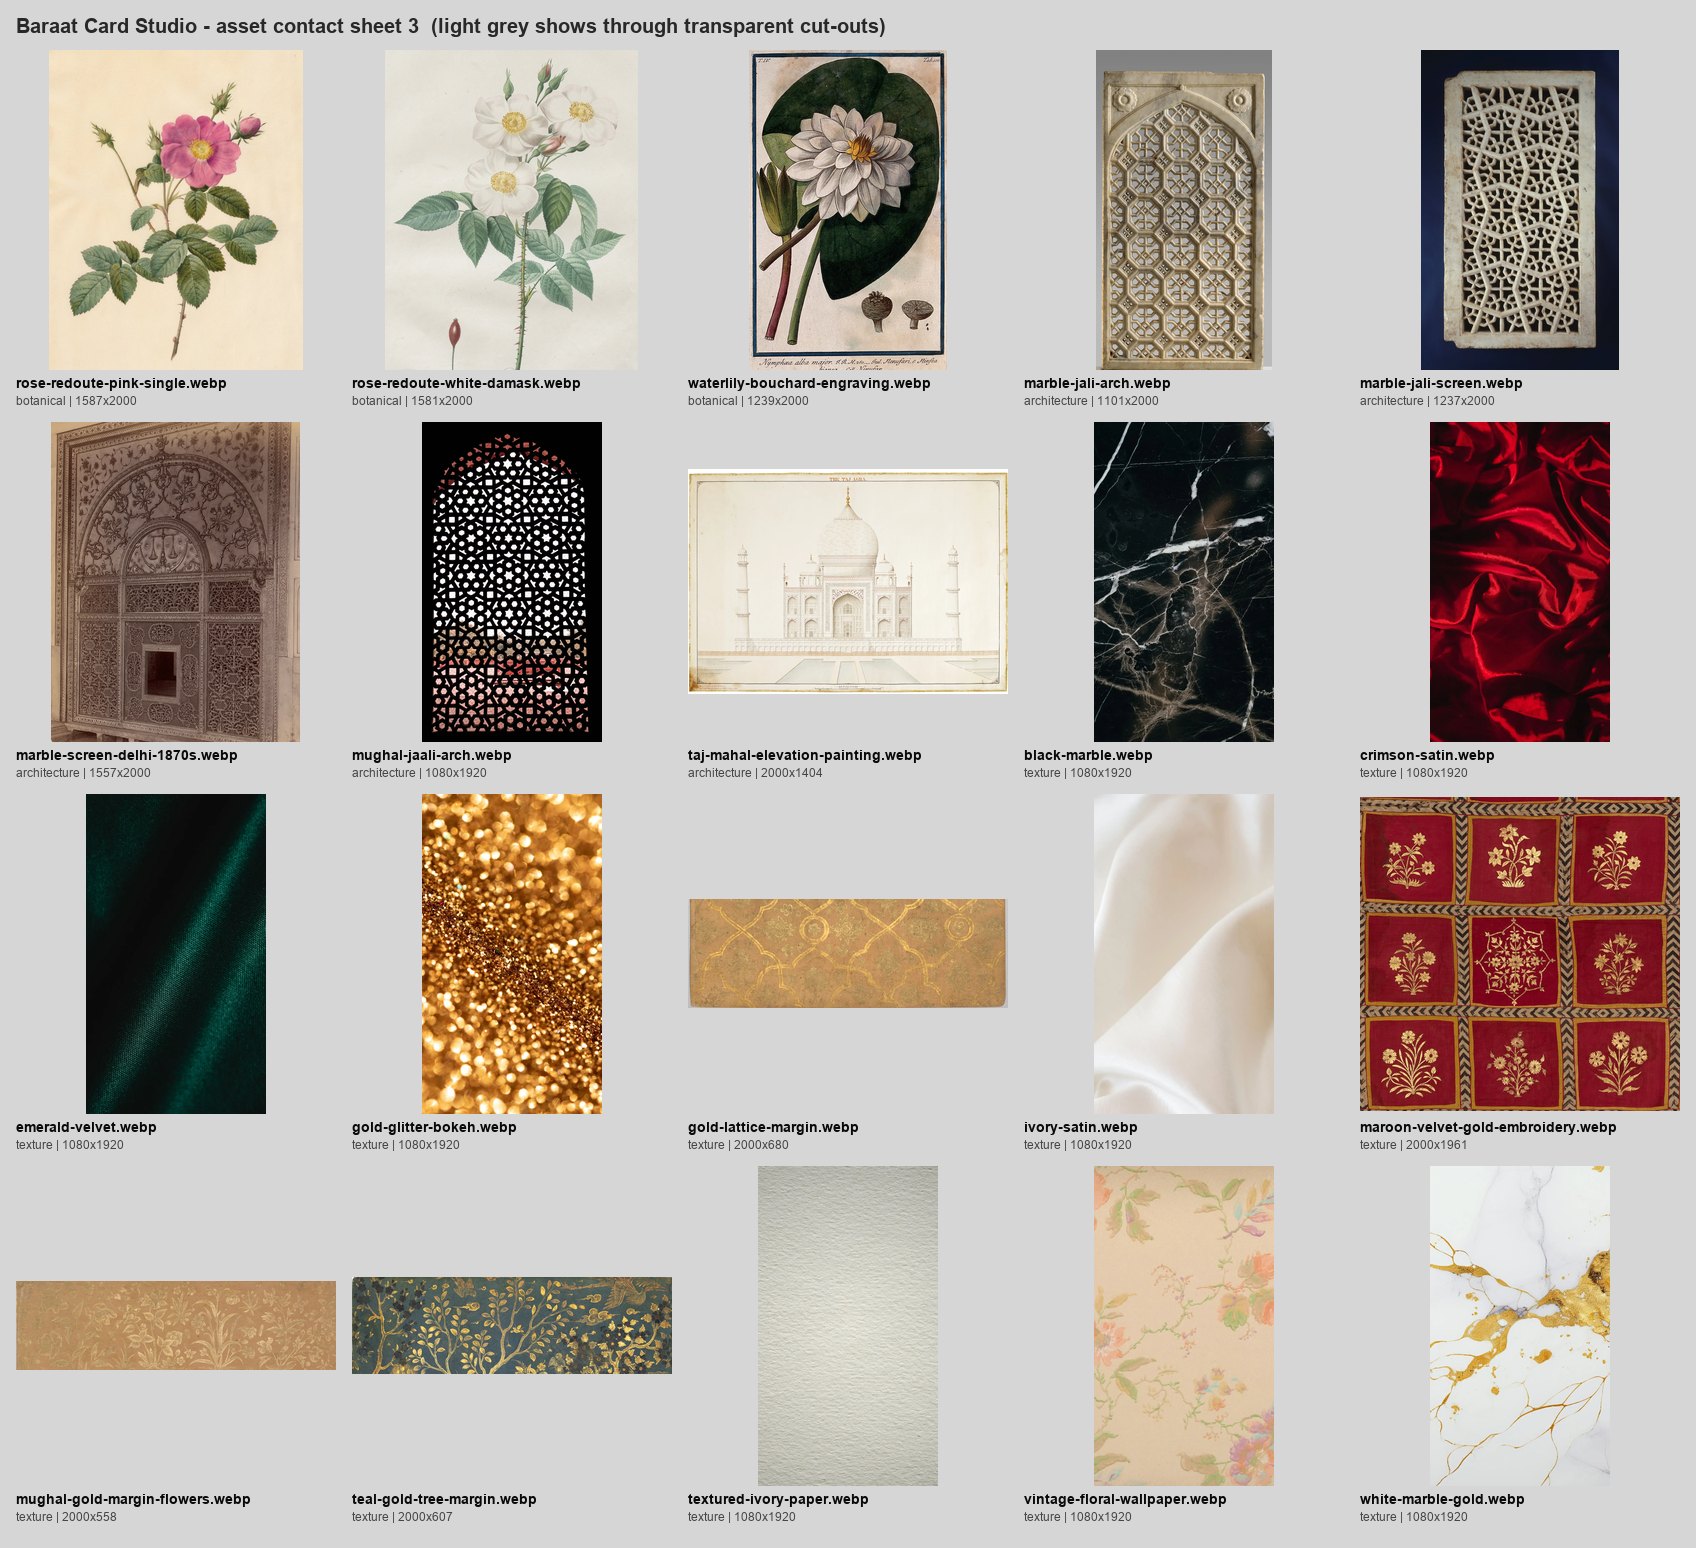 Baraat Card Studio - asset contact sheet 3 (light grey shows through transparent cut-outs)
rose-redoute-pink-single.webp
botanical | 1587x2000
rose-redoute-white-damask.webp
botanical | 1581x2000
waterlily-bouchard-engraving.webp
botanical | 1239x2000
marble-jali-arch.webp
architecture | 1101x2000
marble-jali-screen.webp
architecture | 1237x2000
THE TAJ AGRA
marble-screen-delhi-1870s.webp
architecture | 1557x2000
mughal-jaali-arch.webp
architecture | 1080x1920
taj-mahal-elevation-painting.webp
architecture | 2000x1404
black-marble.webp
texture | 1080x1920
crimson-satin.webp
texture | 1080x1920
emerald-velvet.webp
texture | 1080x1920
gold-glitter-bokeh.webp
texture | 1080x1920
gold-lattice-margin.webp
texture | 2000x680
ivory-satin.webp
texture | 1080x1920
maroon-velvet-gold-embroidery.webp
texture | 2000x1961
mughal-gold-margin-flowers.webp
texture | 2000x558
teal-gold-tree-margin.webp
texture | 2000x607
textured-ivory-paper.webp
texture | 1080x1920
vintage-floral-wallpaper.webp
texture | 1080x1920
white-marble-gold.webp
texture | 1080x1920